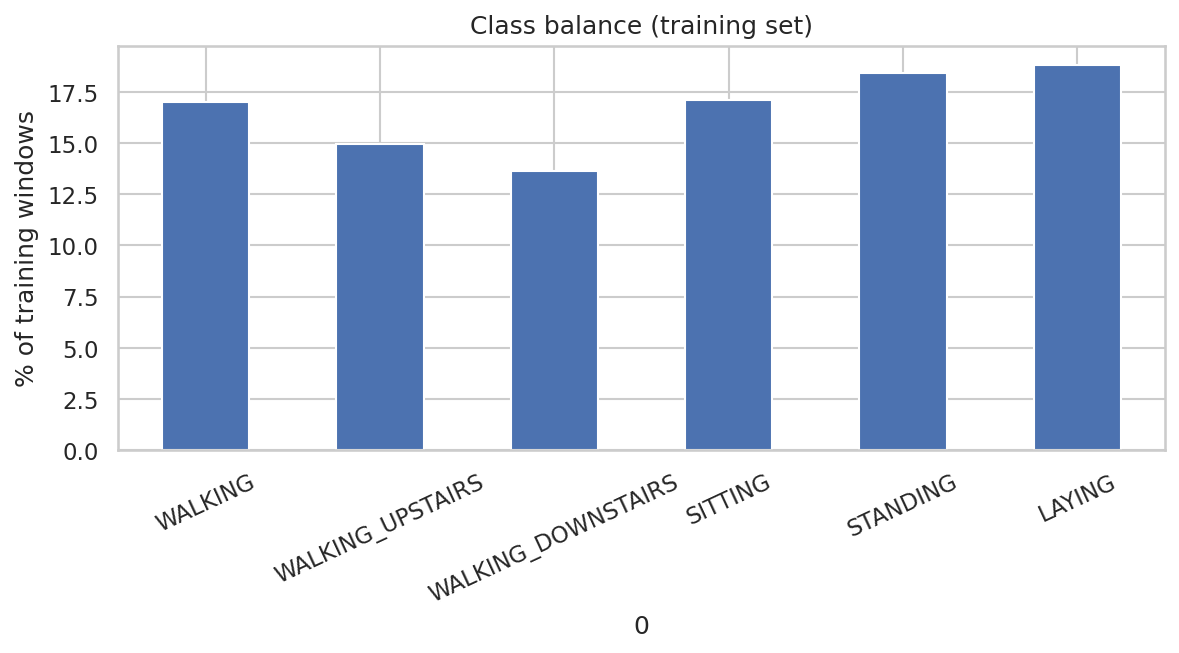 Class balance (training set)
% of training windows
17.5
15.0
12.5
10.0
7.5
5.0
2.5
0.0
WALKING
WALKING_UPSTAIRS
WALKING_DOWNSTAIRS
SITTING
STANDING
LAYING
0